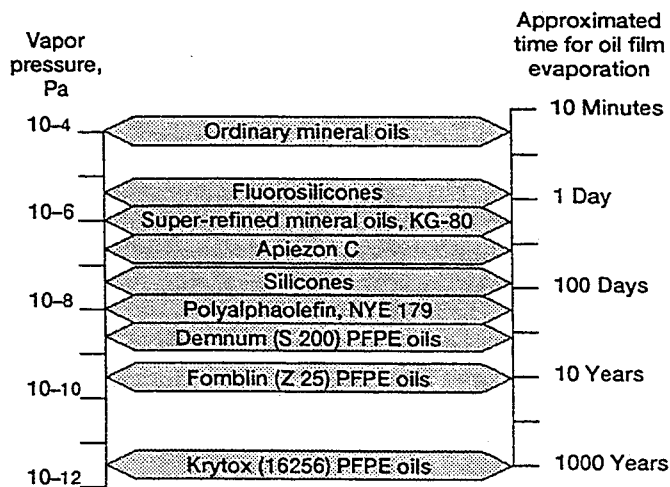 Vapor
pressure,
Pa
Approximated
time for oil film
evaporation
10–4
10–6
10–8
10–10
10–12
Ordinary mineral oils
Fluorosilicones
Super-refined mineral oils, KG-80
Apiezon C
Silicones
Polyalphaolefin, NYE 179
Demnum (S 200) PFPE oils
Fomblin (Z 25) PFPE oils
Krytox (16256) PFPE oils
10 Minutes
1 Day
100 Days
10 Years
1000 Years